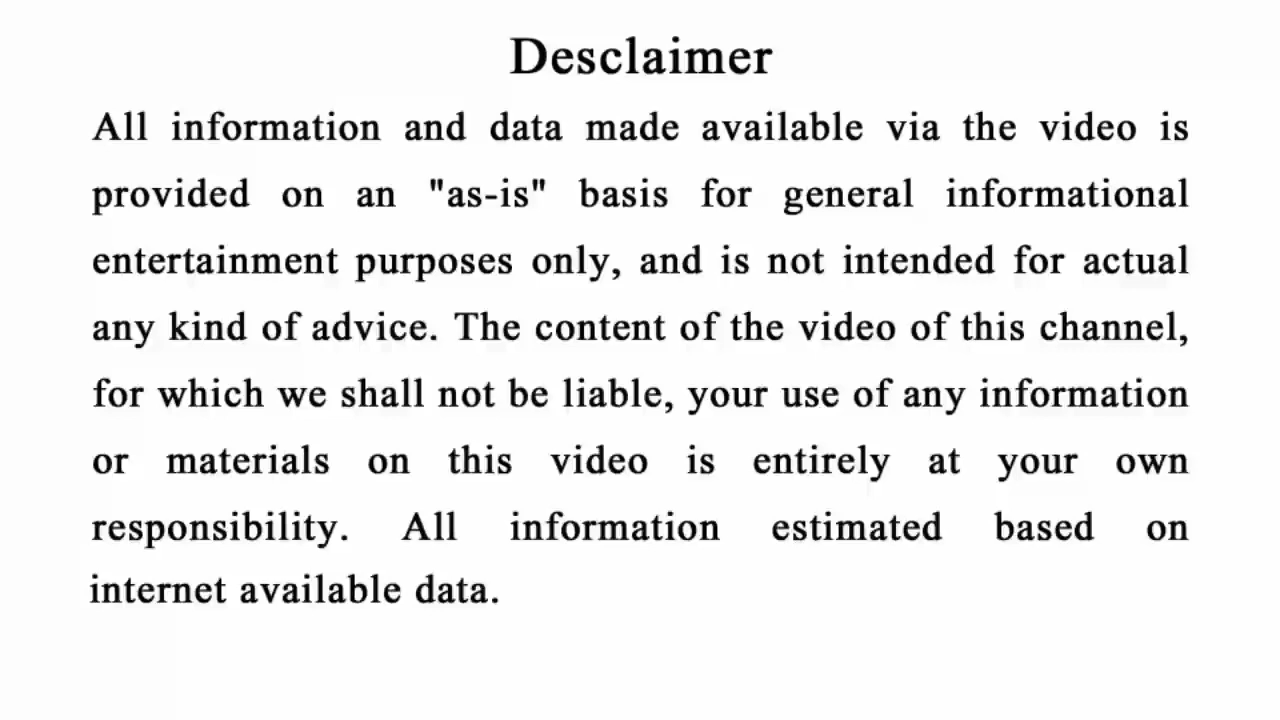 Desclaimer
All information and data made available via the video is
provided on an "as-is" basis for general informational
entertainment purposes only, and is not intended for actual
any kind of advice. The content of the video of this channel,
for which we shall not be liable, your use of any information
or materials on this video is entirely at your own
responsibility. All information estimated based on
internet available data.